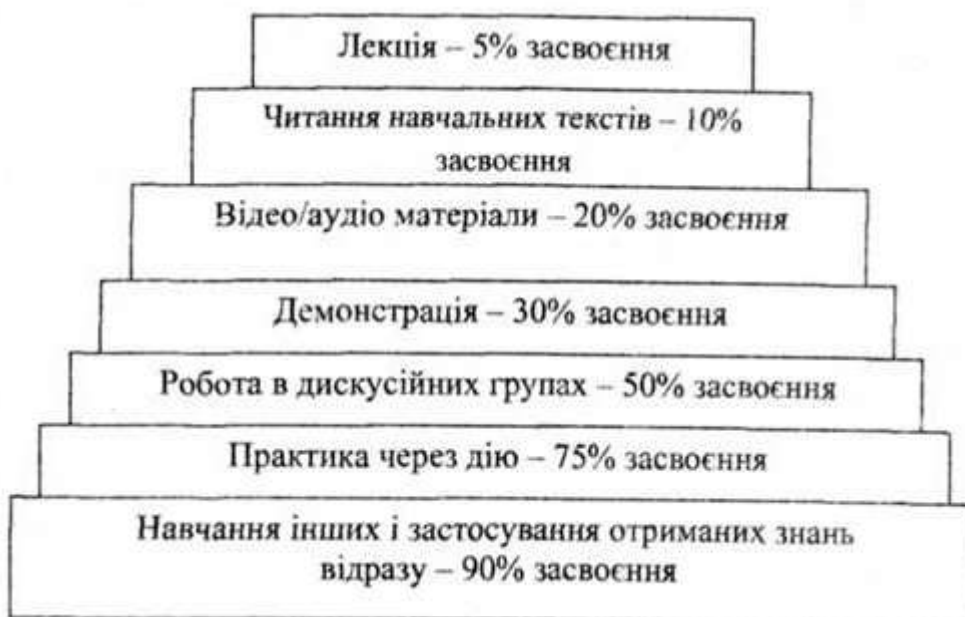 Лекція – 5% засвоєння
Читання навчальних текстів – 10%
засвоєння
Відео/аудіо матеріали – 20% засвоєння
Демонстрація – 30% засвоєння
Робота в дискусійних групах – 50% засвоєння
Практика через дію – 75% засвоєння
Навчання інших і застосування отриманих знань
відразу – 90% засвоєння